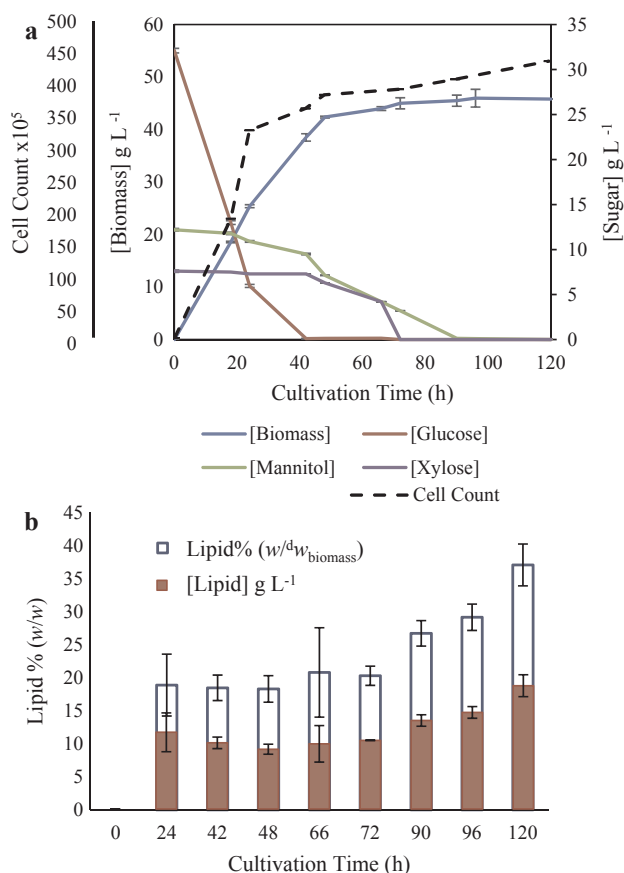 a
500
450
400
350
300
250
200
150
100
50
0
Cell Count x10⁵
60
50
40
30
20
10
0
[Biomass] g L⁻¹
35
30
25
20
15
10
5
0
[Sugar] g L⁻¹
0 20 40 60 80 100 120
Cultivation Time (h)
[Biomass] [Glucose]
[Mannitol] [Xylose]
Cell Count
b
45
40
35
30
25
20
15
10
5
0
Lipid % (w/w)
Lipid% (w/ᵈw_biomass)
[Lipid] g L⁻¹
0 24 42 48 66 72 90 96 120
Cultivation Time (h)